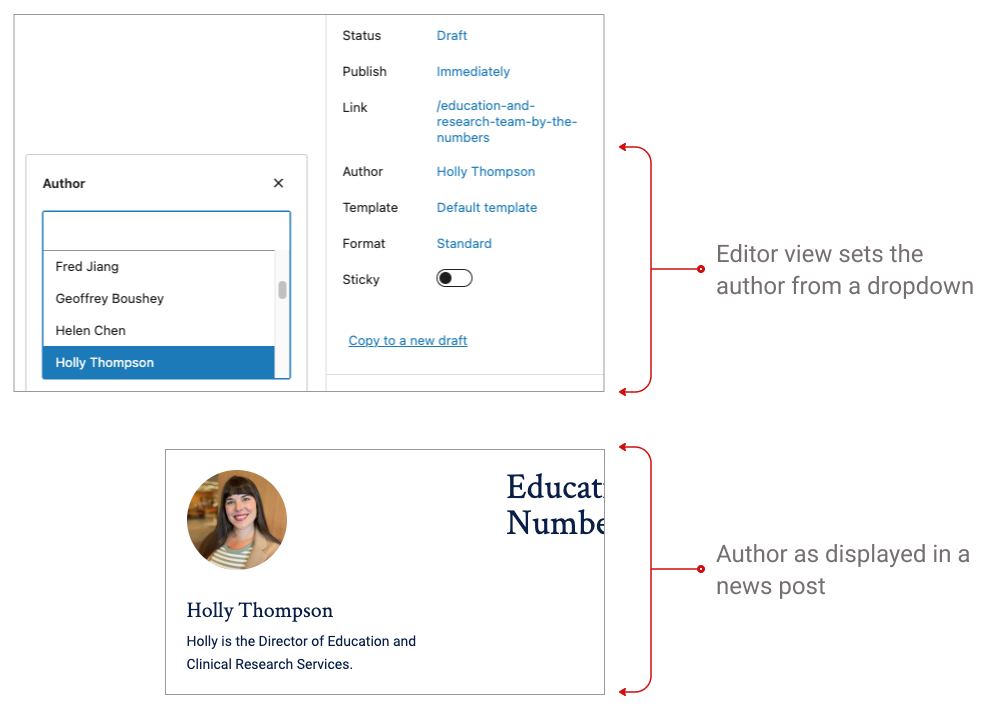 Status Draft
Publish Immediately
Link /education-and-
research-team-by-the-
numbers
Author Holly Thompson
Template Default template
Format Standard
Sticky
Copy to a new draft
Author
Fred Jiang
Geoffrey Boushey
Helen Chen
Holly Thompson
Editor view sets the
author from a dropdown
Educati
Numbe
Holly Thompson
Holly is the Director of Education and
Clinical Research Services.
Author as displayed in a
news post